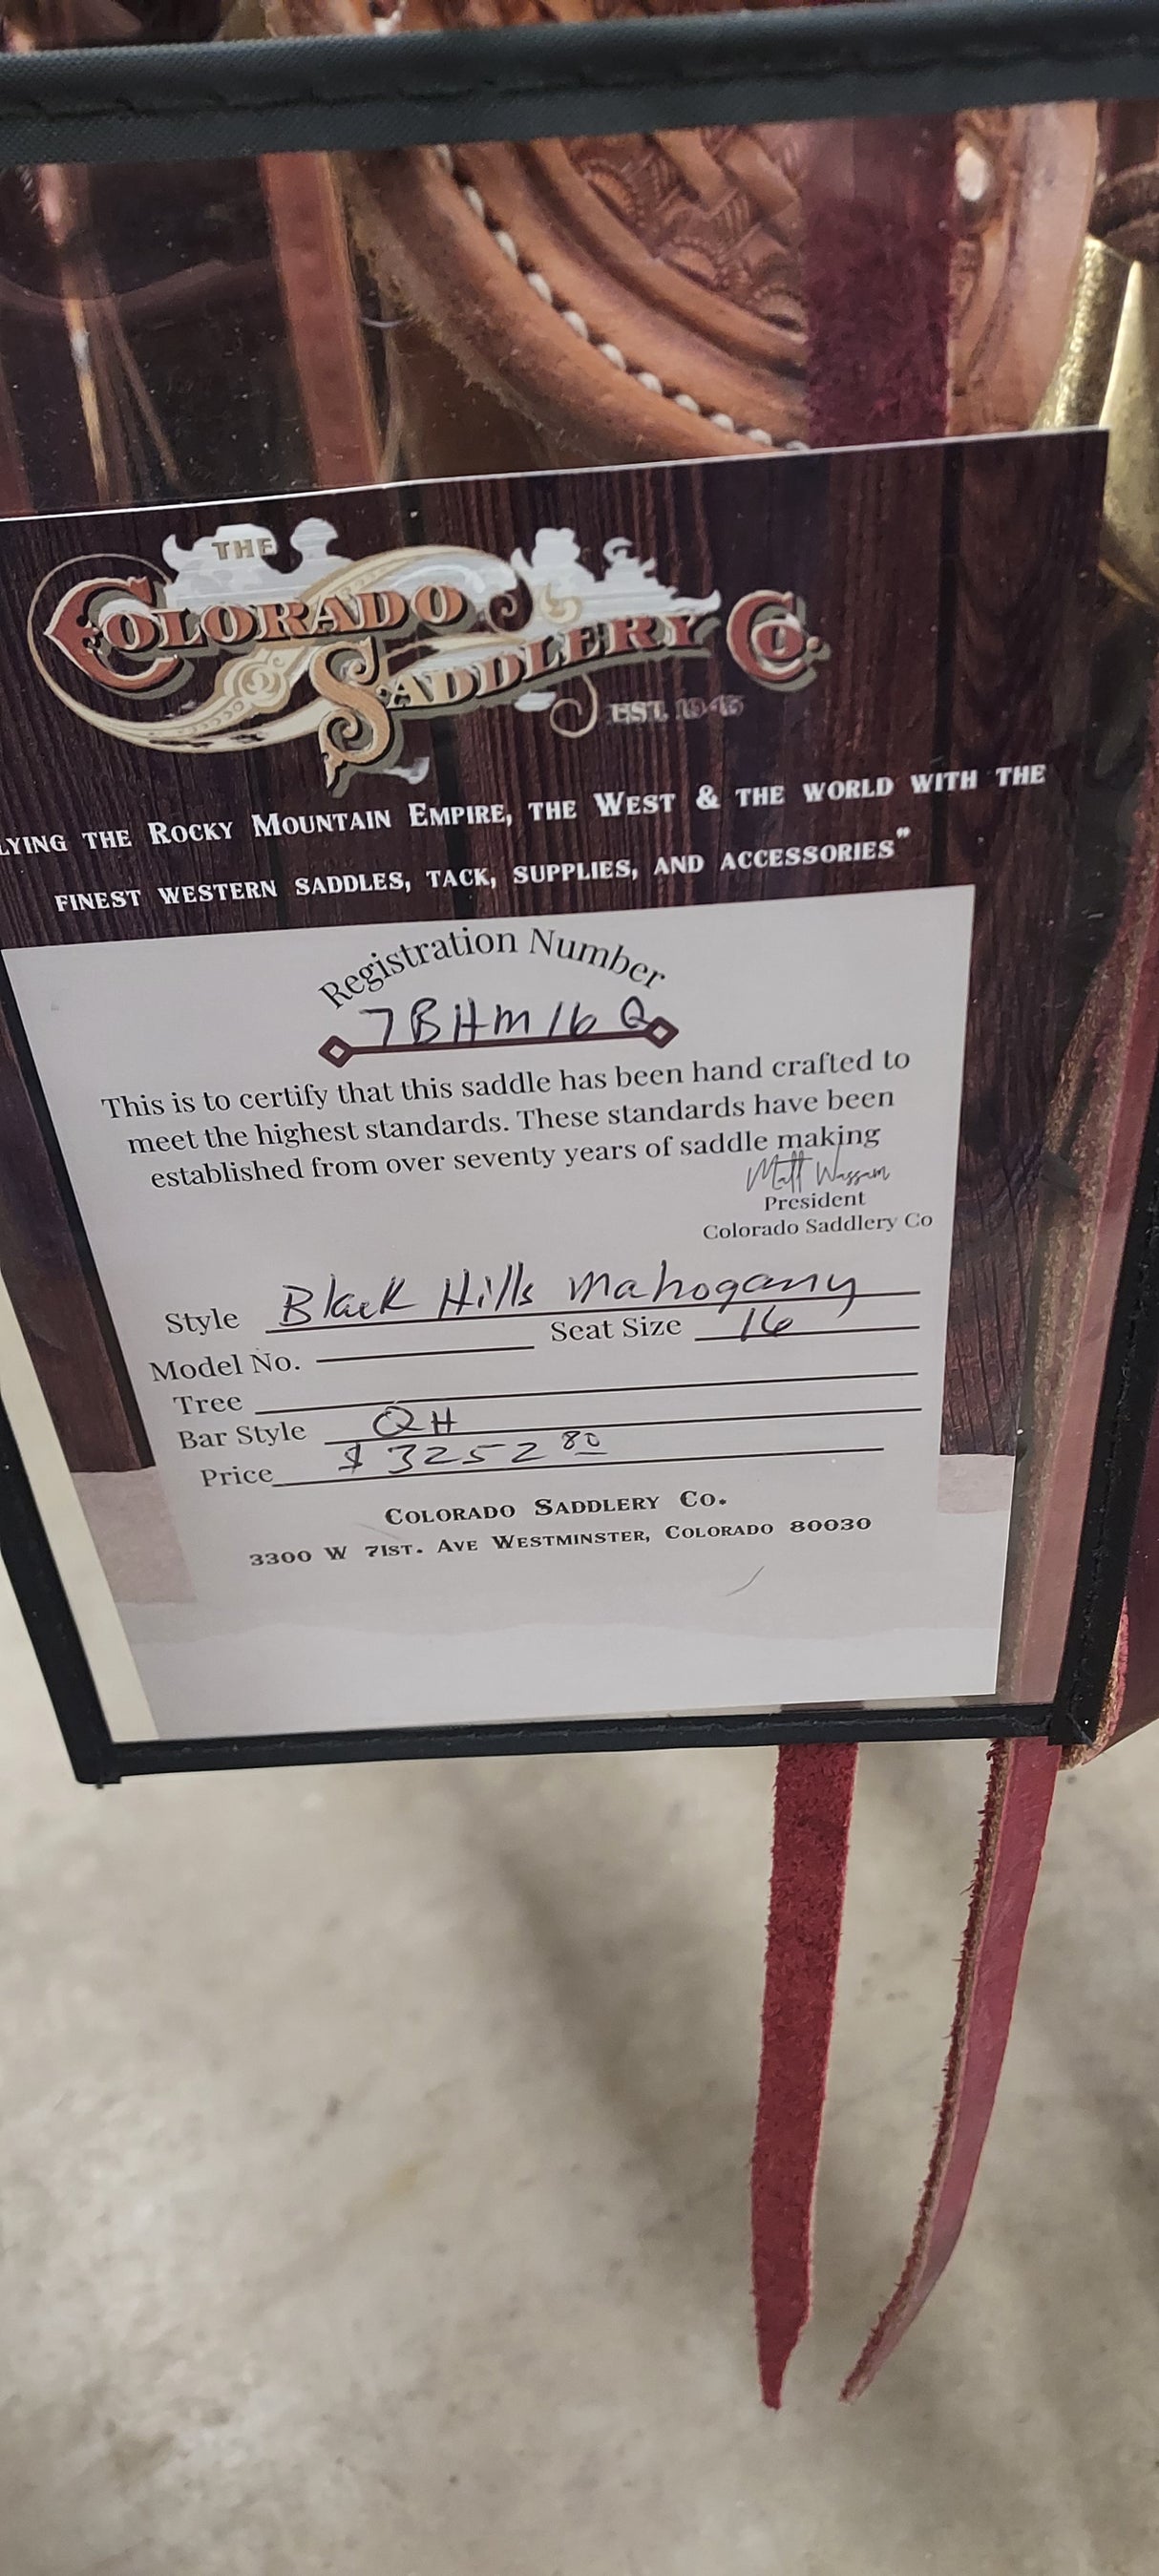 THE
COLORADO
SADDLERY CO.
EST. 1945
LYING THE ROCKY MOUNTAIN EMPIRE, THE WEST & THE WORLD WITH THE
FINEST WESTERN SADDLES, TACK, SUPPLIES, AND ACCESSORIES"
Registration Number
7BHM16Q
This is to certify that this saddle has been hand crafted to
meet the highest standards. These standards have been
established from over seventy years of saddle making
Matt Wassam
President
Colorado Saddlery Co
Style Black Hills Mahogany
Model No. Seat Size 16
Tree
Bar Style QH
Price $3252 80
COLORADO SADDLERY CO.
3300 W 71ST. AVE WESTMINSTER, COLORADO 80030